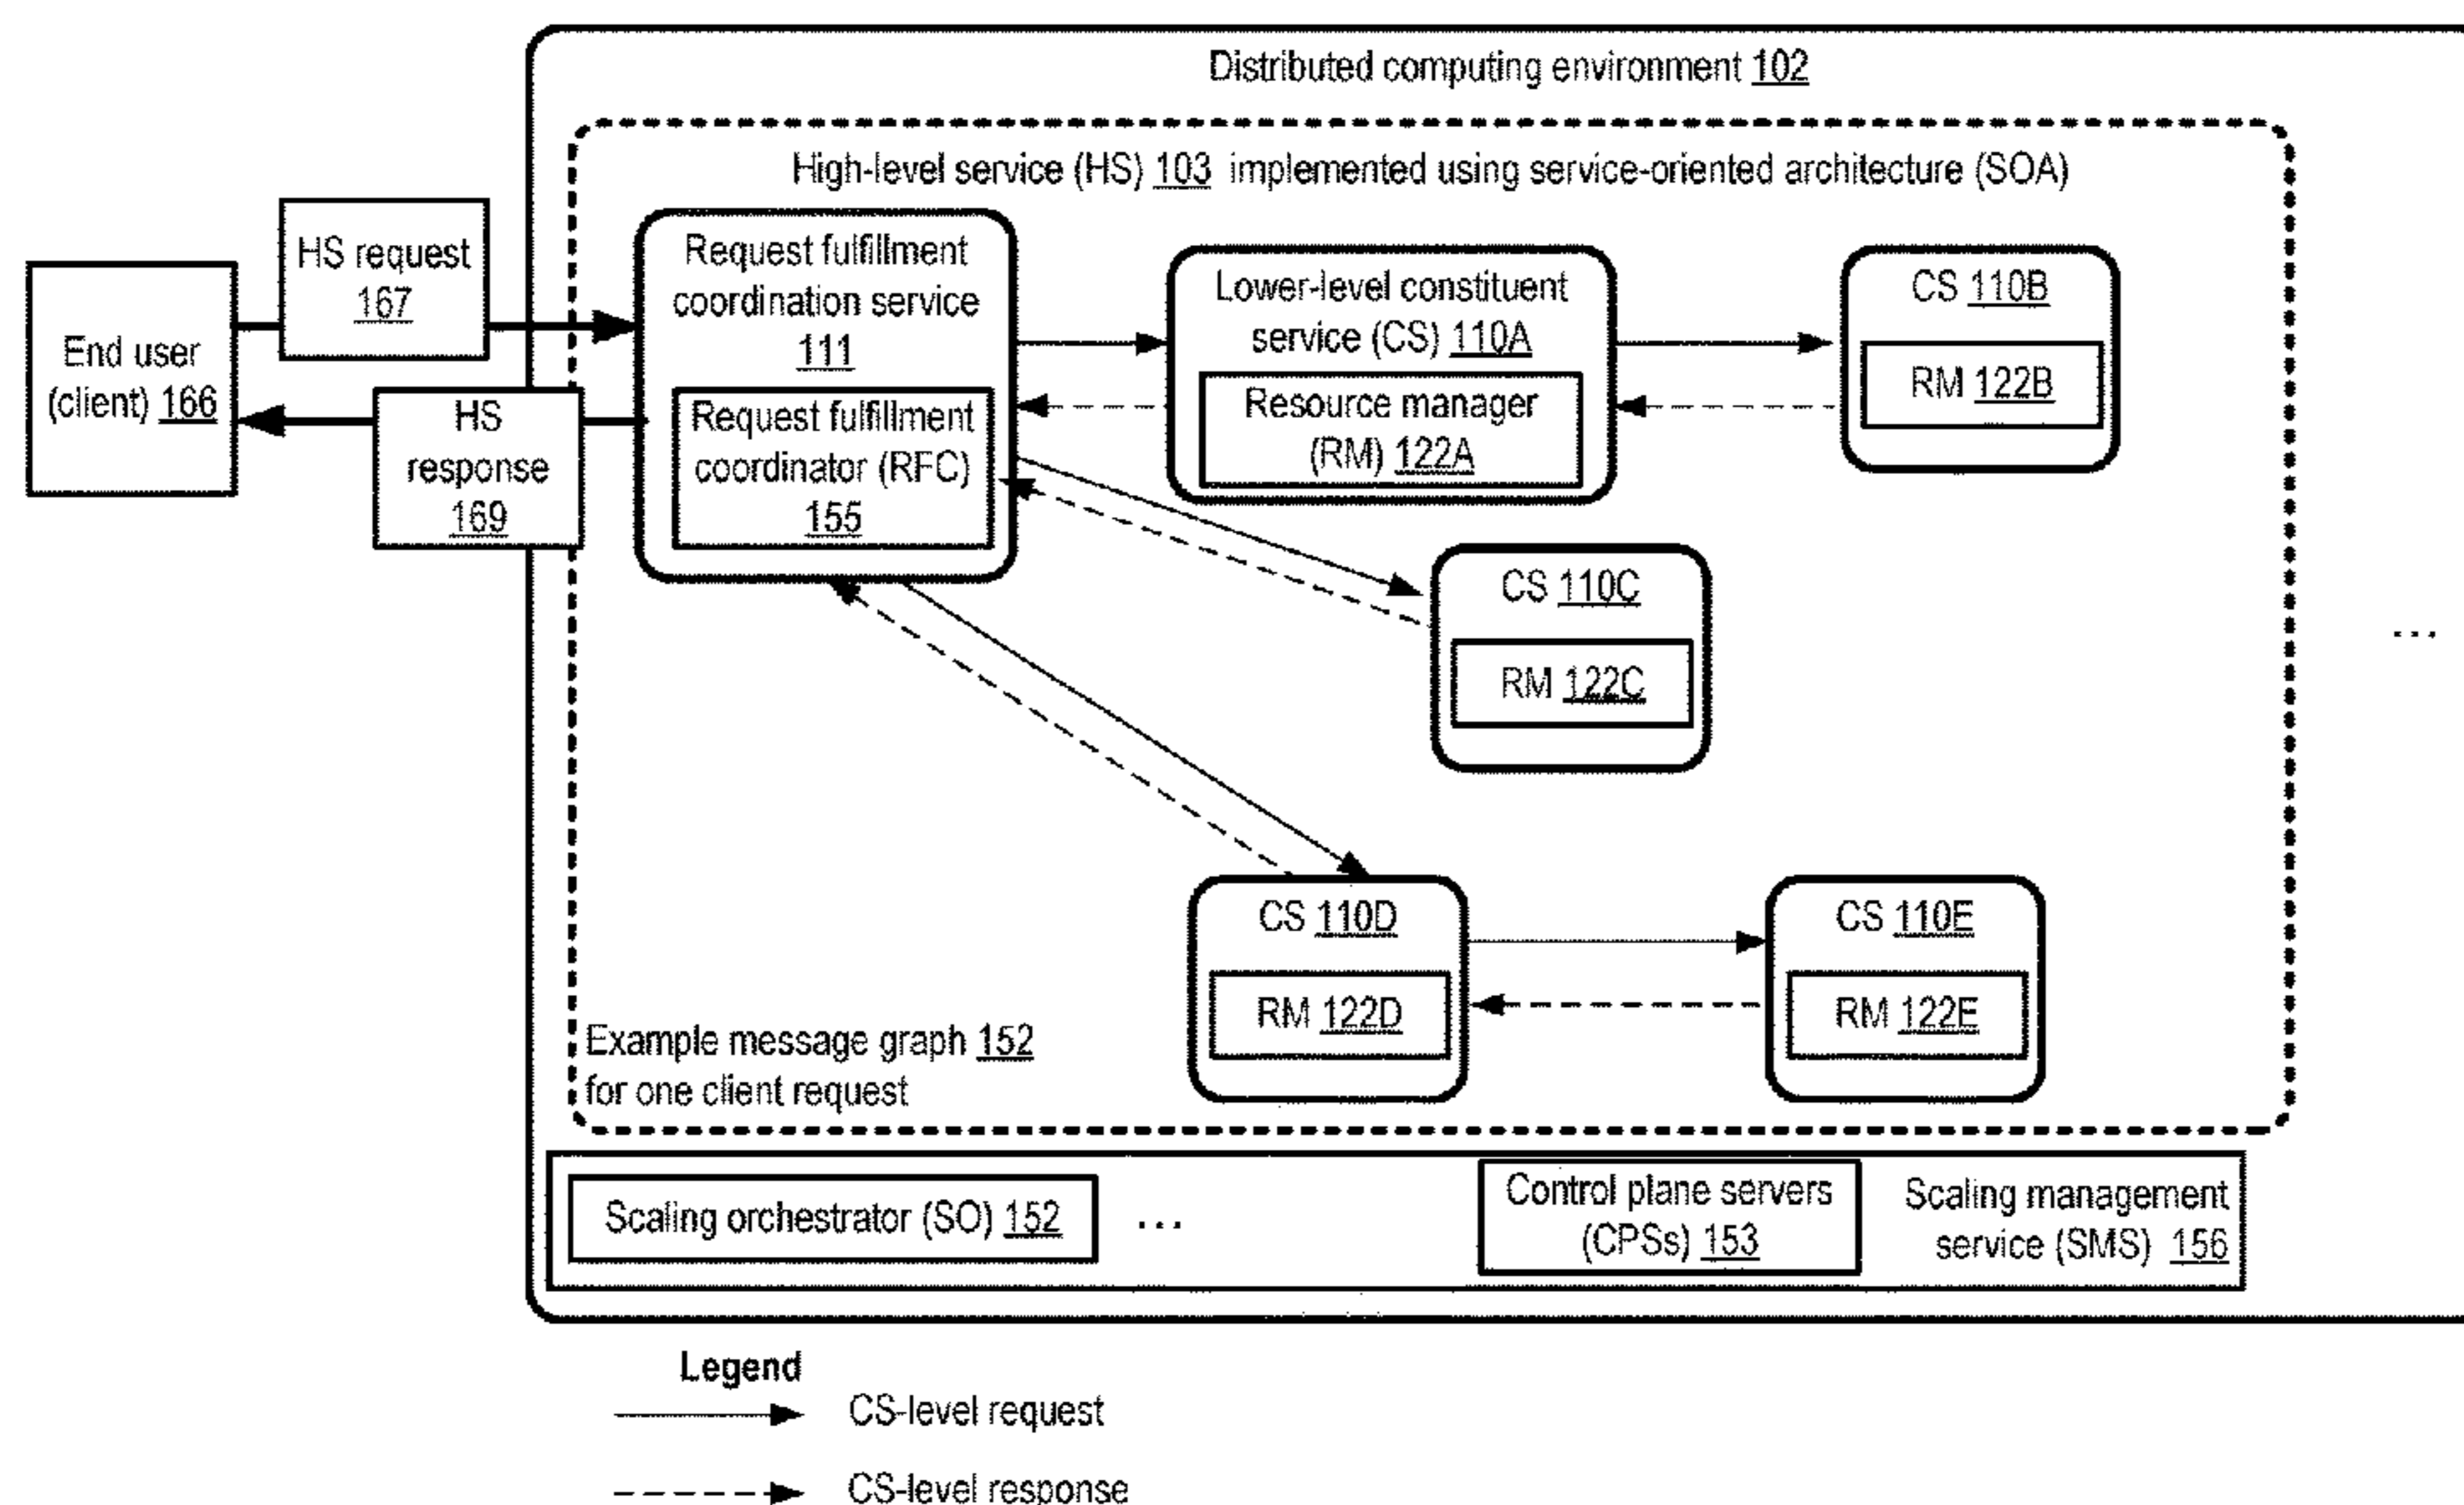 Distributed computing environment 102
High-level service (HS) 103 implemented using service-oriented architecture (SOA)
HS request
167
End user
(client) 166
HS
response
169
Request fulfillment
coordination service
111
Request fulfillment
coordinator (RFC)
155
Lower-level constituent
service (CS) 110A
Resource manager
(RM) 122A
CS 110B
RM 122B
CS 110C
RM 122C
...
CS 110D
RM 122D
CS 110E
RM 122E
Example message graph 152
for one client request
Scaling orchestrator (SO) 152
...
Control plane servers
(CPSs) 153
Scaling management
service (SMS) 156
Legend
CS-level request
CS-level response